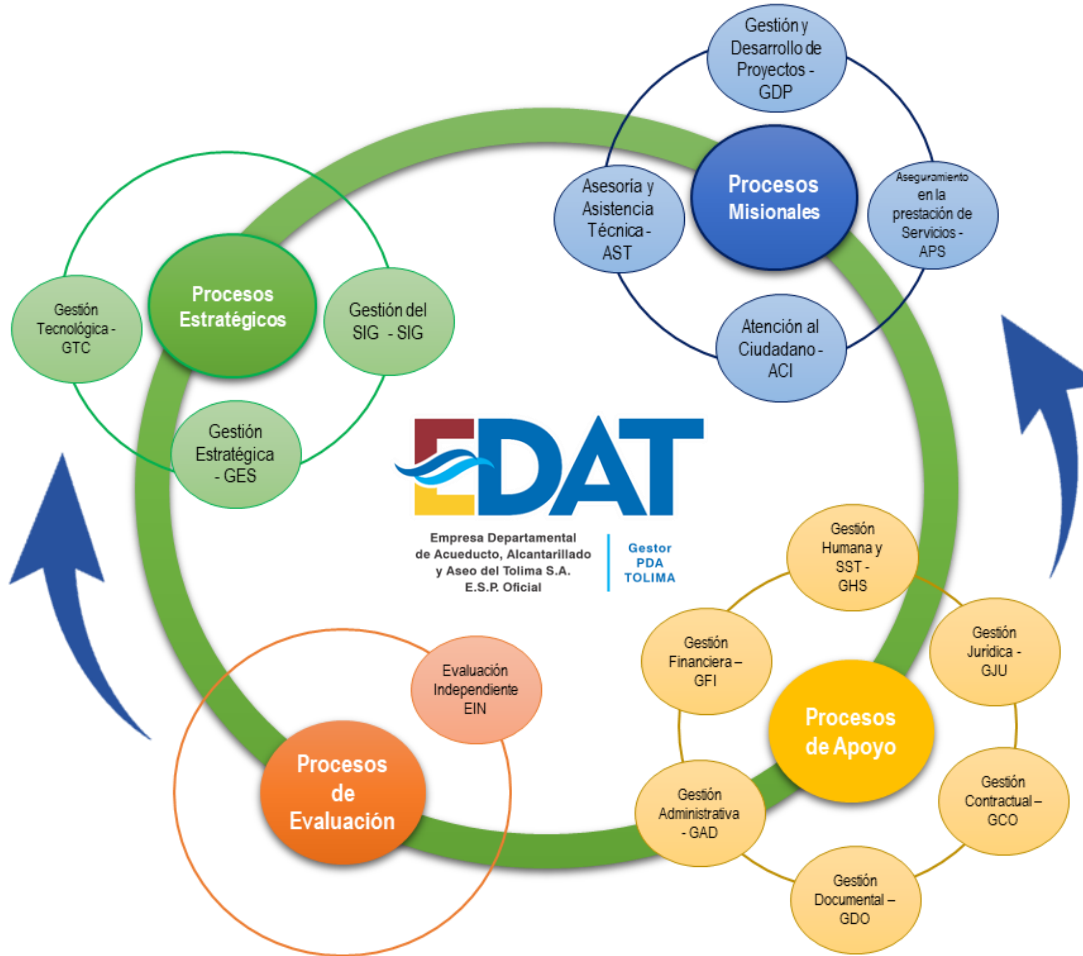 Gestión y
Desarrollo de
Proyectos -
GDP
Procesos
Misionales
Asesoría y
Asistencia
Técnica -
AST
Aseguramiento
en la
prestación de
Servicios -
APS
Atención al
Ciudadano -
ACI
Procesos
Estratégicos
Gestión
Tecnológica -
GTC
Gestión del
SIG - SIG
Gestión
Estratégica
- GES
EDAT
Empresa Departamental
de Acueducto, Alcantarillado
y Aseo del Tolima S.A.
E.S.P. Oficial
Gestor
PDA
TOLIMA
Gestión
Humana y
SST -
GHS
Gestión
Financiera –
GFI
Gestión
Jurídica -
GJU
Procesos
de Apoyo
Gestión
Administrativa
- GAD
Gestión
Contractual –
GCO
Gestión
Documental –
GDO
Evaluación
Independiente
EIN
Procesos
de
Evaluación